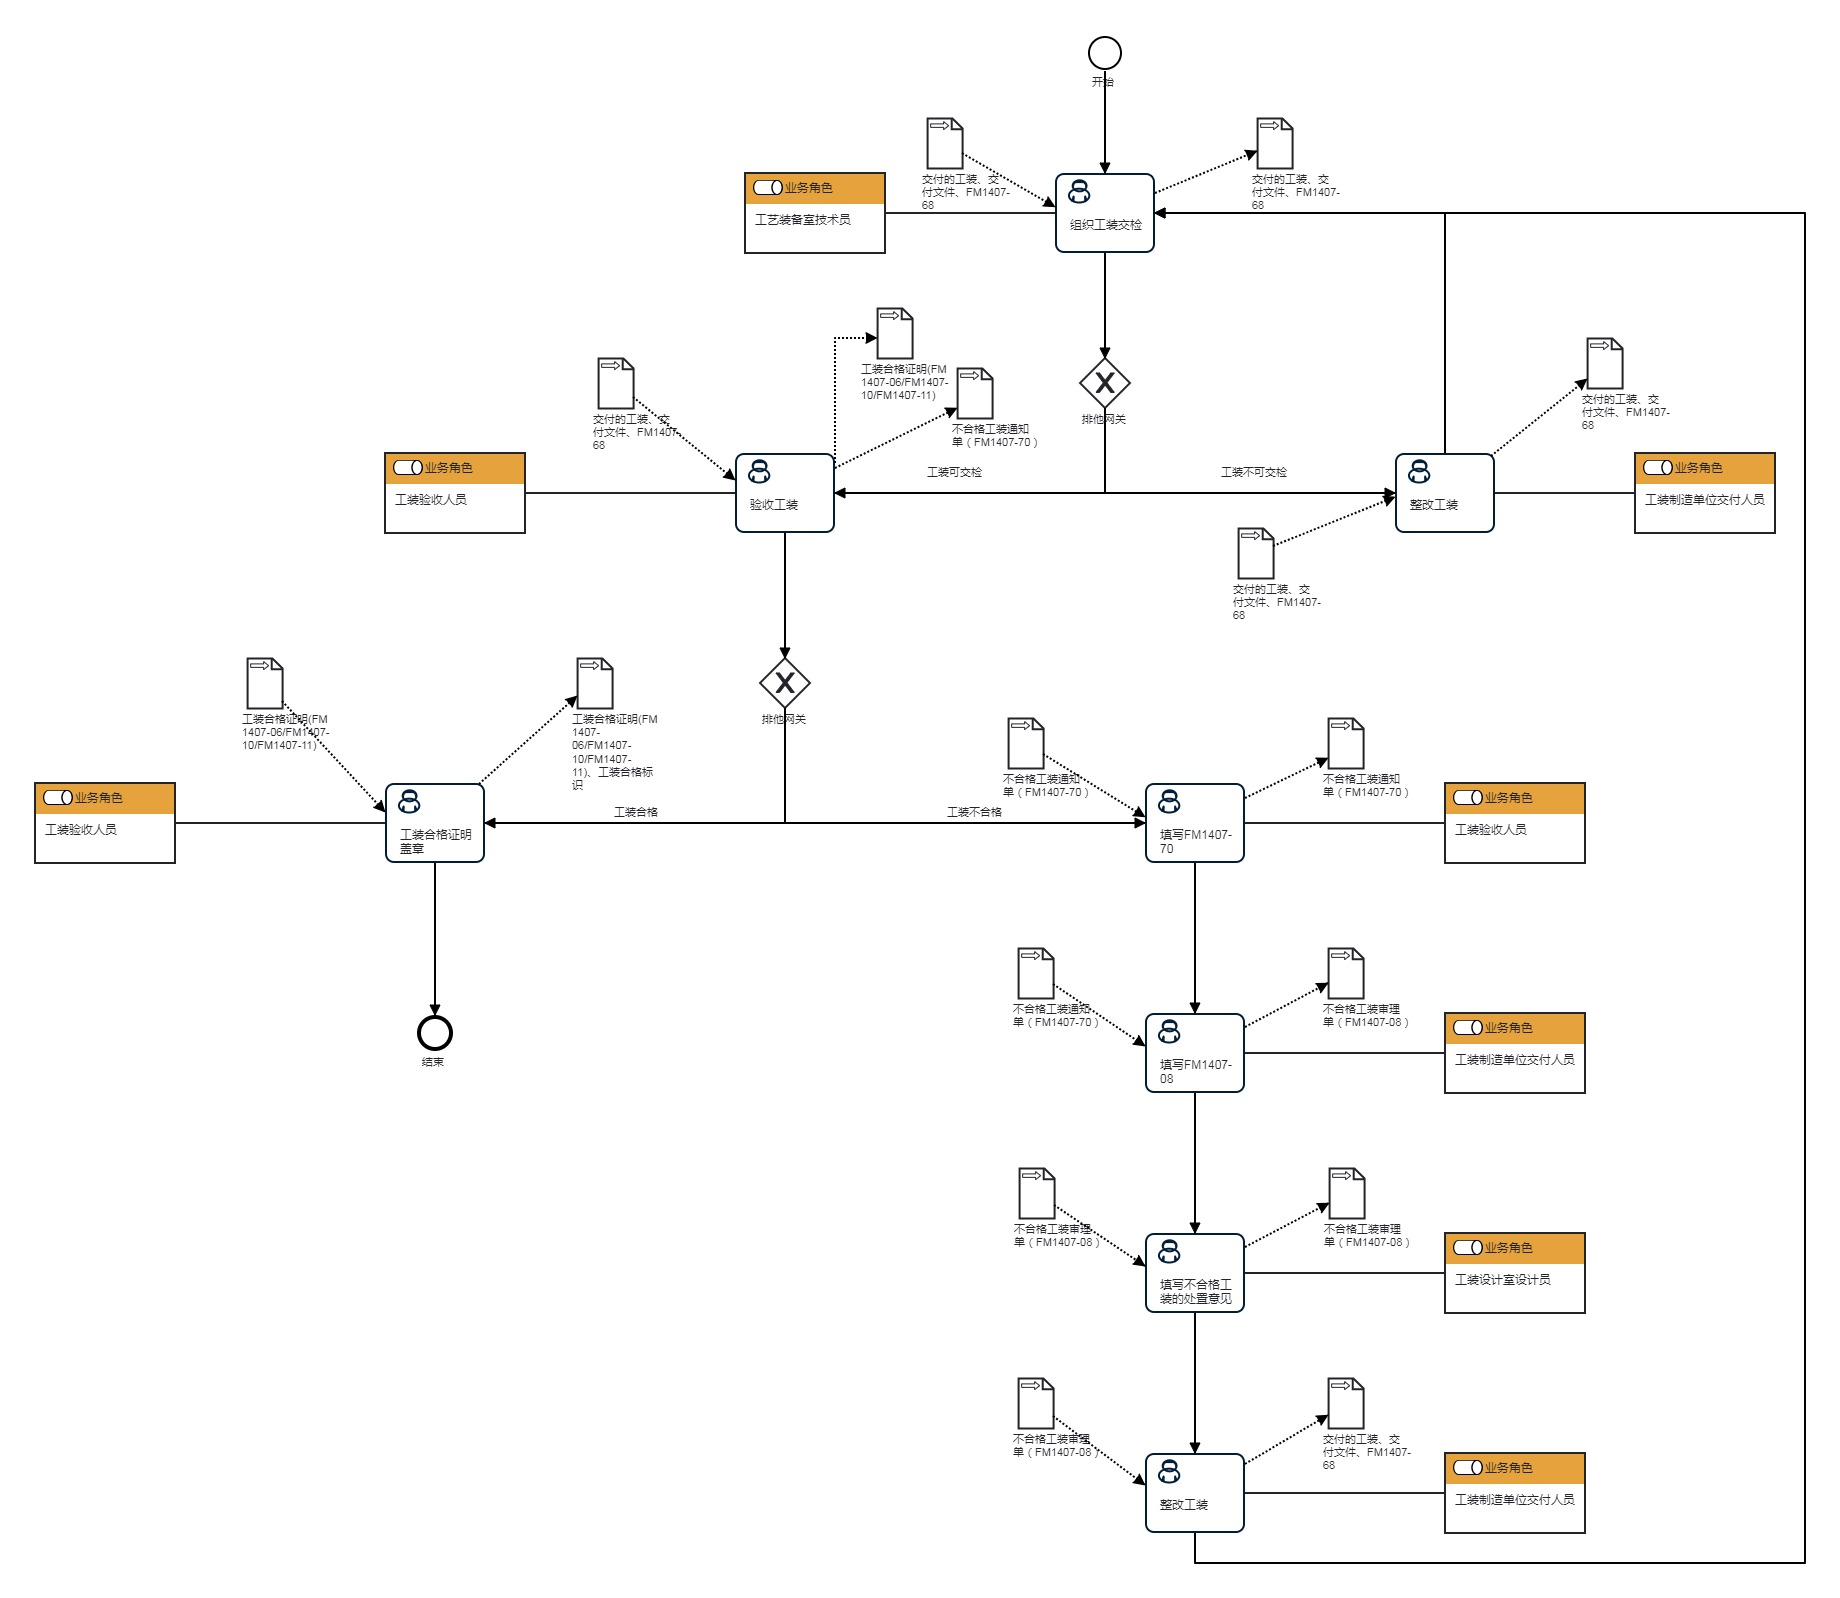 开始
交付的工装、交
付文件、FM1407-
68
交付的工装、交
付文件、FM1407-
68
业务角色
工艺装备室技术员
组织工装交检
工装合格证明(FM
1407-06/FM1407-
10/FM1407-11)
不合格工装通知
单（FM1407-70）
排他网关
交付的工装、交
付文件、FM1407-
68
交付的工装、交
付文件、FM1407-
68
业务角色
工装验收人员
验收工装
工装可交检
工装不可交检
整改工装
业务角色
工装制造单位交付人员
交付的工装、交
付文件、FM1407-
68
排他网关
工装合格证明(FM
1407-06/FM1407-
10/FM1407-11)
工装合格证明(FM
1407-
06/FM1407-
10/FM1407-
11)、工装合格标
识
不合格工装通知
单（FM1407-70）
不合格工装通知
单（FM1407-70）
业务角色
工装验收人员
工装合格证明
盖章
工装合格
工装不合格
填写FM1407-
70
业务角色
工装验收人员
不合格工装通知
单（FM1407-70）
不合格工装审理
单（FM1407-08）
结束
填写FM1407-
08
业务角色
工装制造单位交付人员
不合格工装审理
单（FM1407-08）
不合格工装审理
单（FM1407-08）
填写不合格工
装的处置意见
业务角色
工装设计室设计员
不合格工装审理
单（FM1407-08）
交付的工装、交
付文件、FM1407-
68
整改工装
业务角色
工装制造单位交付人员